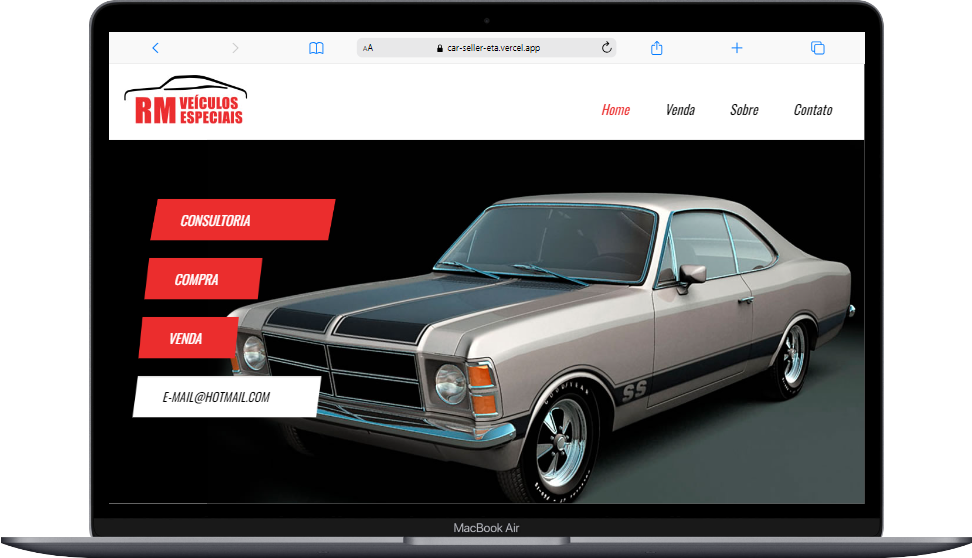 AA car-seller-eta.vercel.app
RM VEÍCULOS
ESPECIAIS
Home Venda Sobre Contato
CONSULTORIA
COMPRA
VENDA
E-MAIL@HOTMAIL.COM
SS
GOODYEAR
MacBook Air